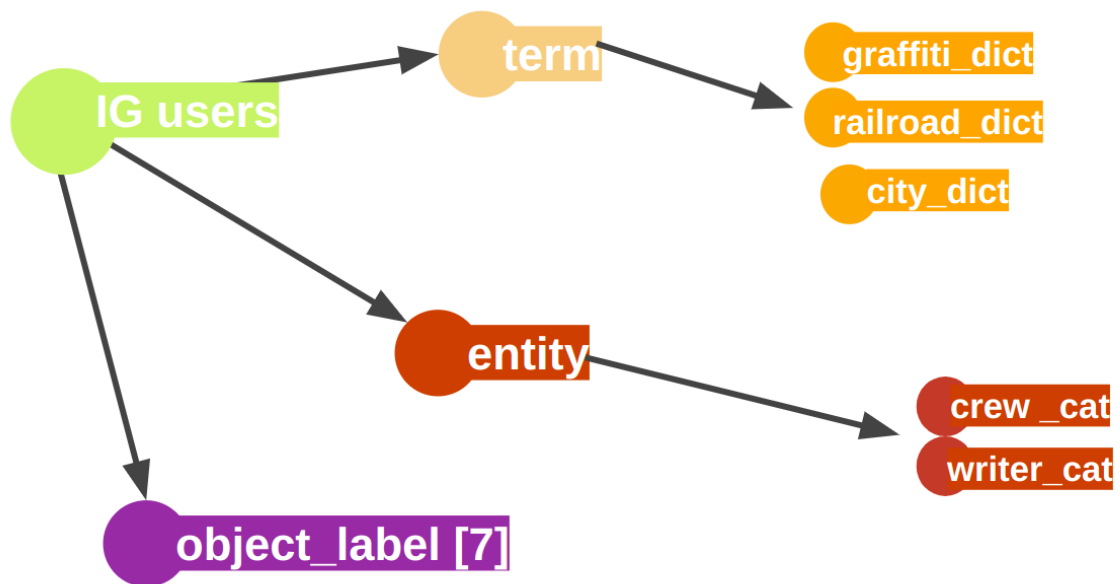 term
graffiti_dict
IG users
railroad_dict
city_dict
entity
crew _cat
writer_cat
object_label [7]